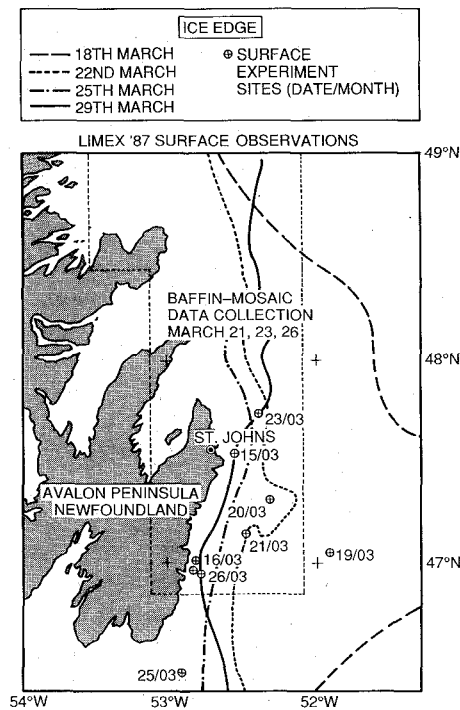 ICE EDGE
18TH MARCH
22ND MARCH
25TH MARCH
29TH MARCH
SURFACE
EXPERIMENT
SITES (DATE/MONTH)
LIMEX '87 SURFACE OBSERVATIONS
49°N
BAFFIN–MOSAIC
DATA COLLECTION
MARCH 21, 23, 26
48°N
23/03
ST. JOHNS
15/03
AVALON PENINSULA
NEWFOUNDLAND
20/03
21/03
19/03
16/03
47°N
26/03
25/03
54°W
53°W
52°W